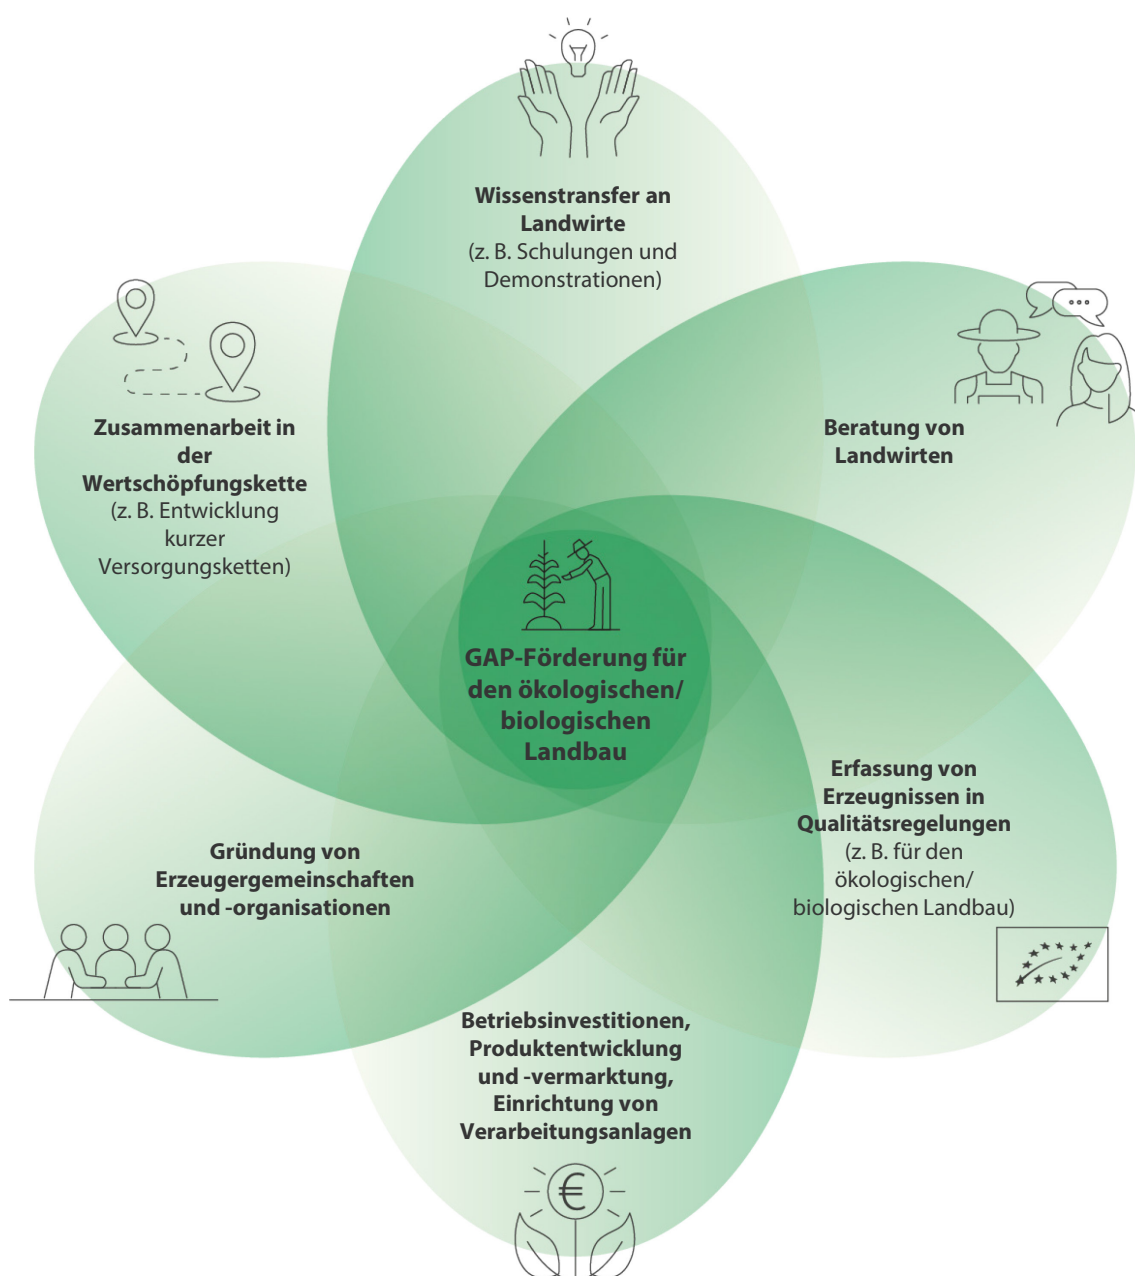 Wissenstransfer an
Landwirte
(z. B. Schulungen und
Demonstrationen)
Beratung von
Landwirten
Zusammenarbeit in
der
Wertschöpfungskette
(z. B. Entwicklung
kurzer
Versorgungsketten)
GAP-Förderung für
den ökologischen/
biologischen
Landbau
Erfassung von
Erzeugnissen in
Qualitätsregelungen
(z. B. für den
ökologischen/
biologischen Landbau)
Gründung von
Erzeugergemeinschaften
und -organisationen
Betriebsinvestitionen,
Produktentwicklung
und -vermarktung,
Einrichtung von
Verarbeitungsanlagen
€